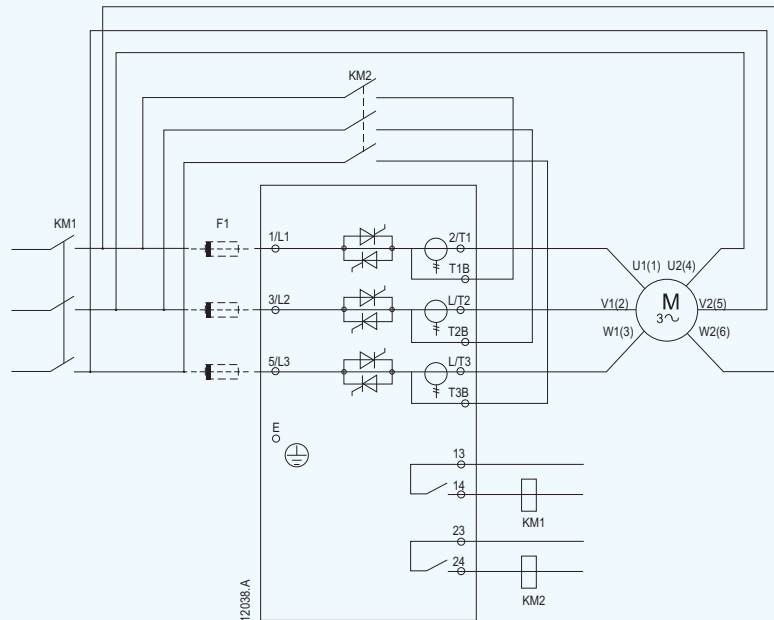 KM2
KM1
F1
1/L1
2/T1
T1B
U1(1)
U2(4)
3/L2
L/T2
T2B
V1(2)
M
3~
V2(5)
W1(3)
W2(6)
5/L3
L/T3
T3B
E
13
14
KM1
23
24
KM2
12038.A